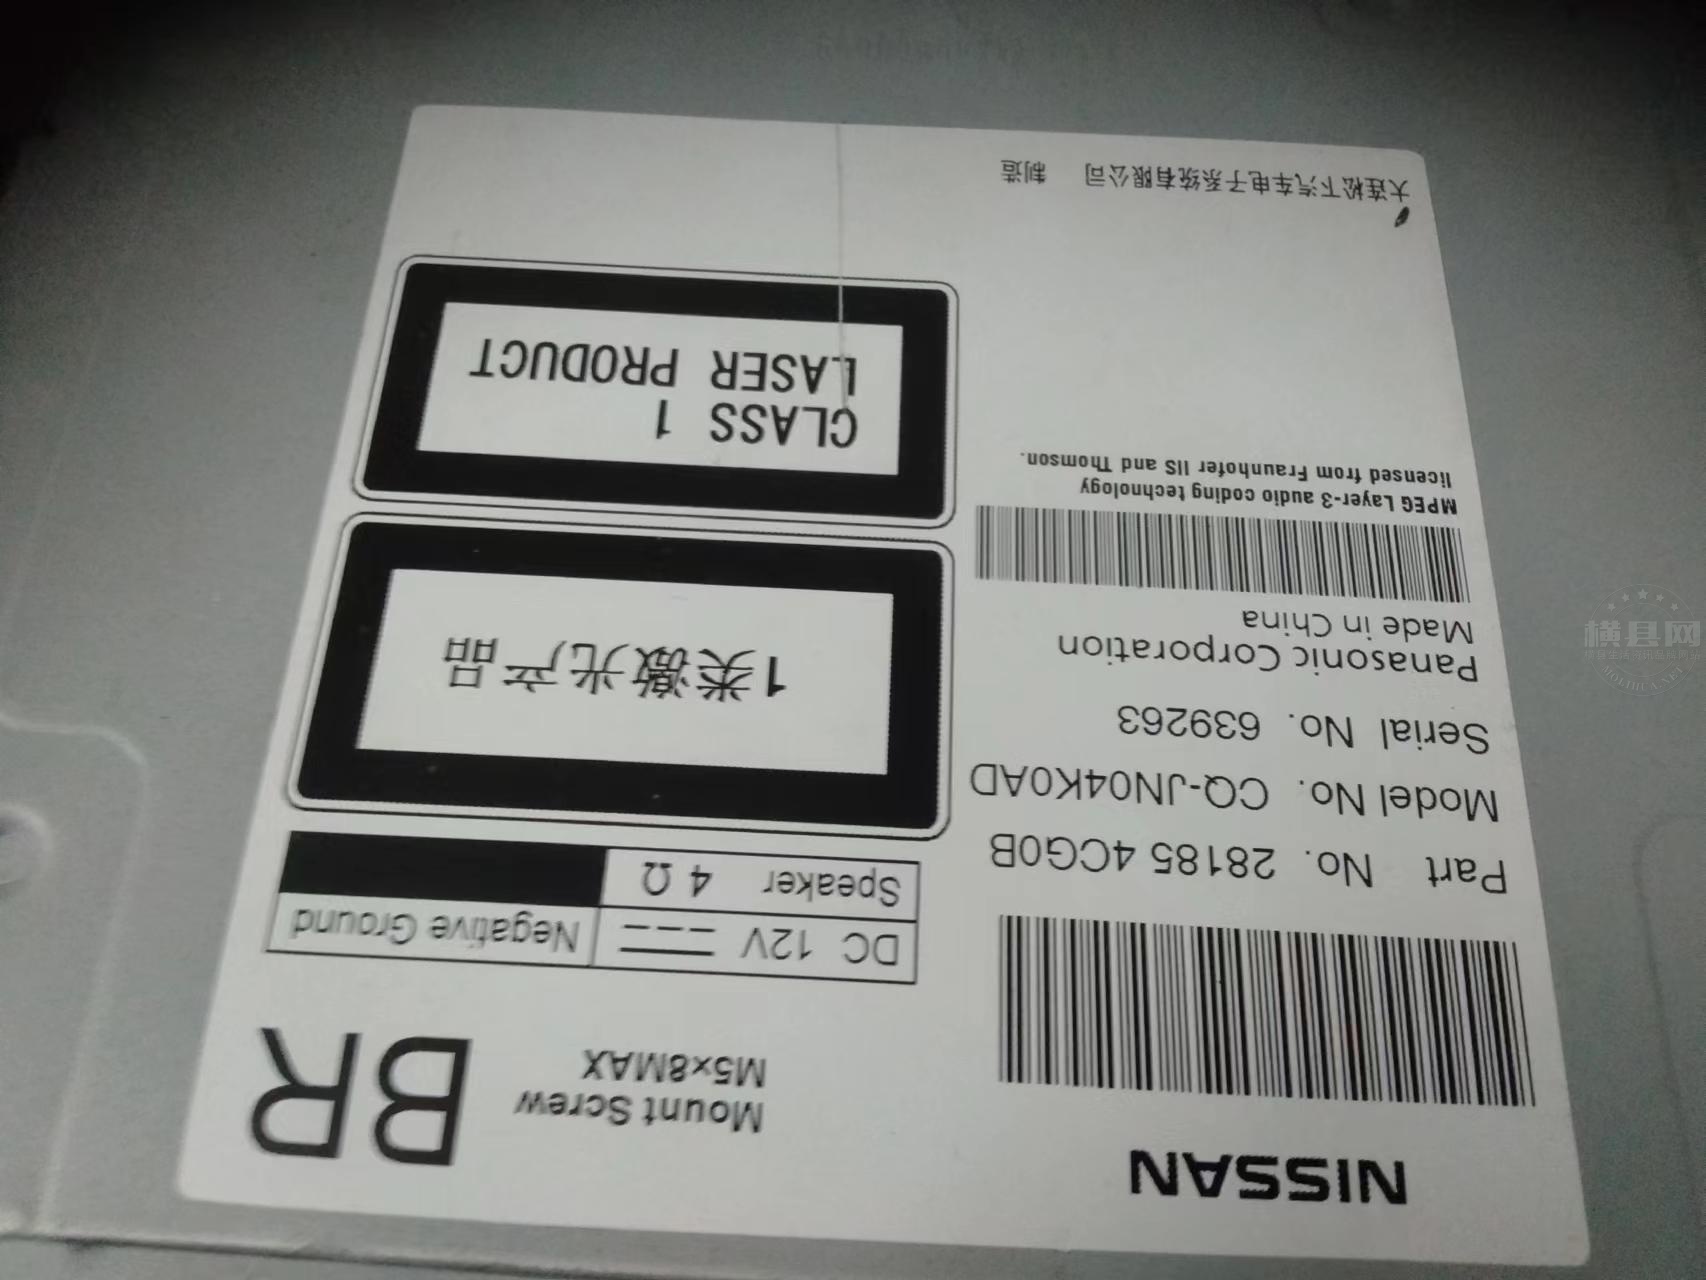 NISSAN
Mount Screw
M5×8MAX
BR
Part No. 28185 4CG0B
Model No. CQ-JN04K0AD
Serial No. 639263
Panasonic Corporation
Made in China
MPEG Layer-3 audio coding technology
licensed from Fraunhofer IIS and Thomson.
DC 12V
Negative Ground
Speaker 4 Ω
1类激光产品
CLASS 1
LASER PRODUCT
大连松下汽车电子系统有限公司 制造
横县网